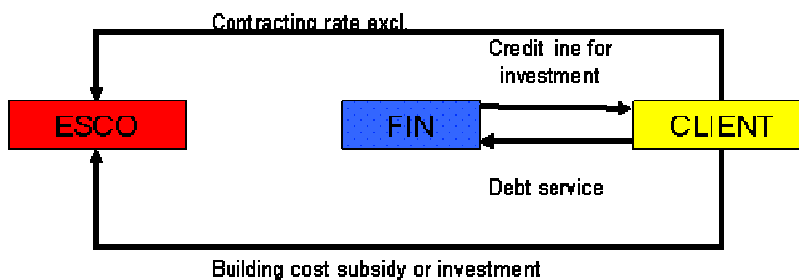 Contracting rate excl.
Credit ine for
investment
ESCO
FIN
CLIENT
Debt service
Building cost subsidy or investment